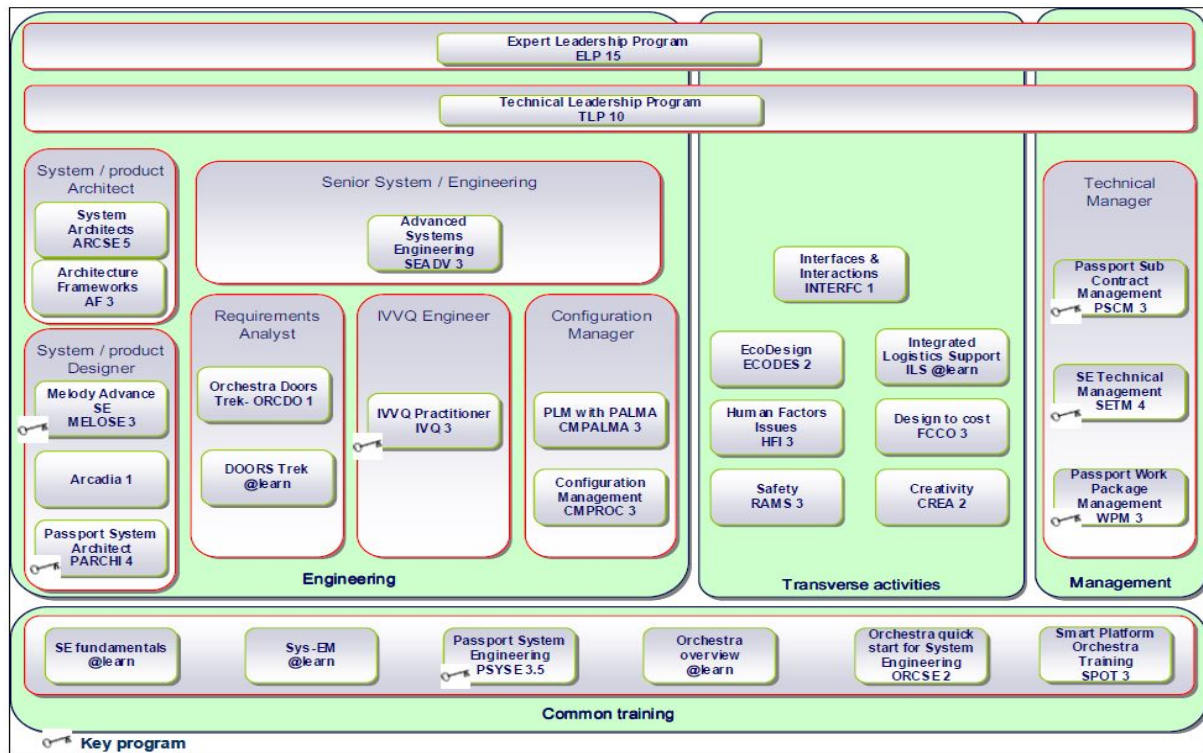 Expert Leadership Program
ELP 15
Technical Leadership Program
TLP 10
System / product
Architect
System
Architects
ARCSE 5
Architecture
Frameworks
AF 3
Senior System / Engineering
Advanced
Systems
Engineering
SEADV 3
System / product
Designer
Melody Advance
SE
MELOSE 3
Arcadia 1
Passport System
Architect
PARCHI 4
Requirements
Analyst
Orchestra Doors
Trek- ORCDO 1
DOORS Trek
@learn
IVVQ Engineer
IVVQ Practitioner
IVQ 3
Configuration
Manager
PLM with PALMA
CMPALMA 3
Configuration
Management
CMPROC 3
Engineering
Interfaces &
Interactions
INTERFC 1
EcoDesign
ECODES 2
Integrated
Logistics Support
ILS @learn
Human Factors
Issues
HFI 3
Design to cost
FCCO 3
Safety
RAMS 3
Creativity
CREA 2
Transverse activities
Technical
Manager
Passport Sub
Contract
Management
PSCM 3
SE Technical
Management
SETM 4
Passport Work
Package
Management
WPM 3
Management
SE fundamentals
@learn
Sys-EM
@learn
Passport System
Engineering
PSYSE 3.5
Orchestra
overview
@learn
Orchestra quick
start for System
Engineering
ORCSE 2
Smart Platform
Orchestra
Training
SPOT 3
Common training
Key program